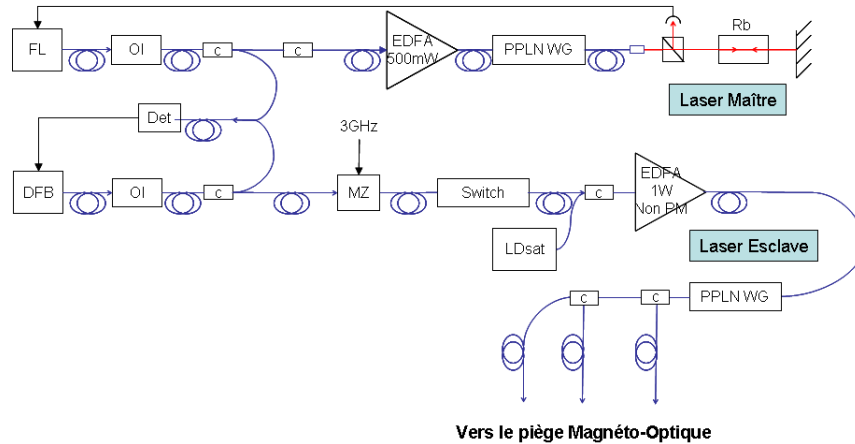 FL
OI
C
C
EDFA
500mW
PPLN WG
Rb
Laser Maître
Det
3GHz
DFB
OI
C
MZ
Switch
C
EDFA
1W
Non PM
LDsat
Laser Esclave
C
C
PPLN WG
Vers le piège Magnéto-Optique